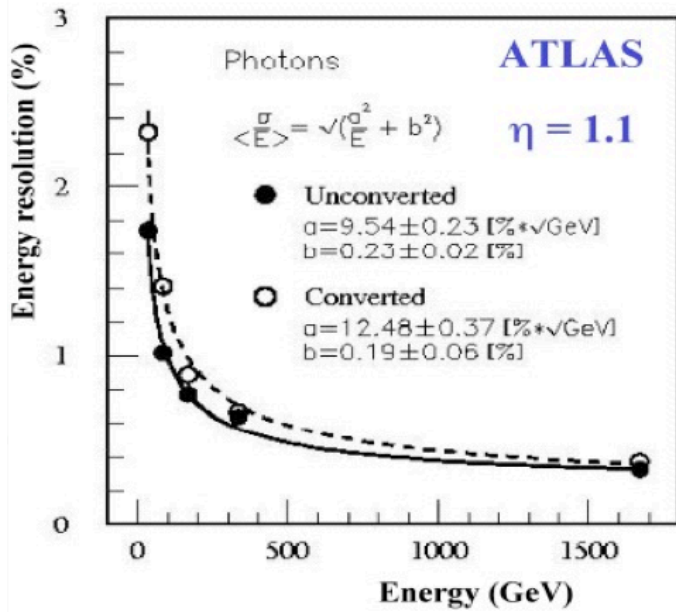 3
Photons
ATLAS
<σ/E> = √(a²/E + b²)
η = 1.1
Unconverted
a=9.54±0.23 [%*√GeV]
b=0.23±0.02 [%]
2
Converted
a=12.48±0.37 [%*√GeV]
b=0.19±0.06 [%]
1
0
Energy resolution (%)
0 500 1000 1500
Energy (GeV)